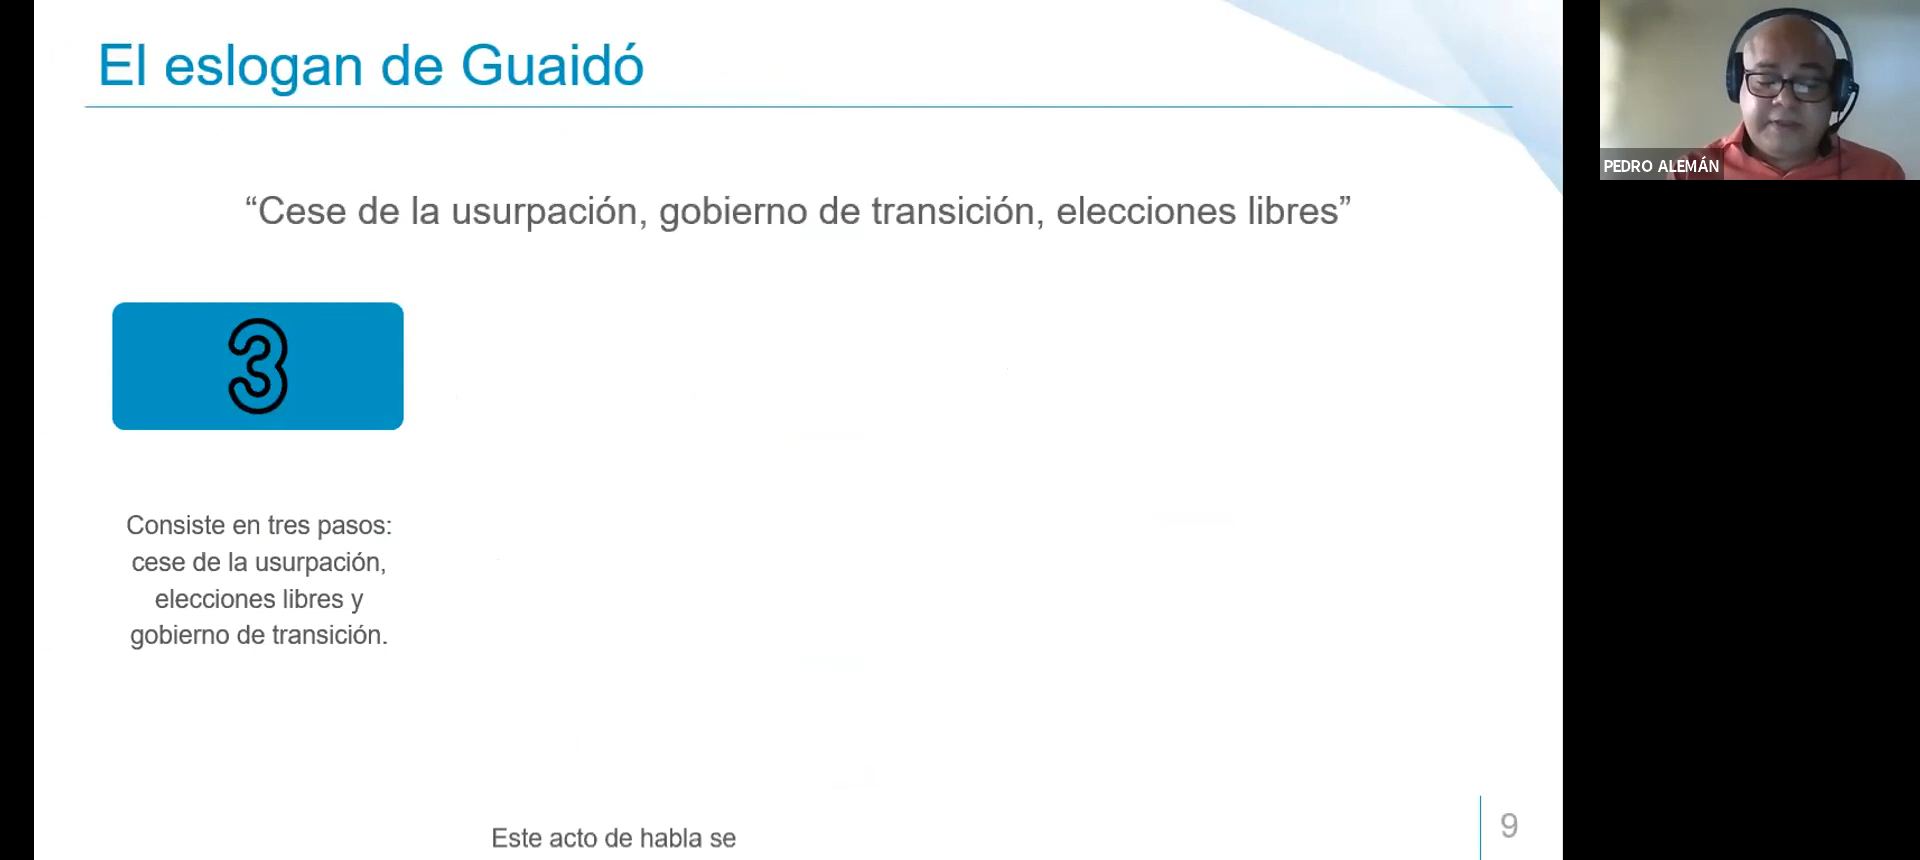 El eslogan de Guaidó
“Cese de la usurpación, gobierno de transición, elecciones libres”
3
Consiste en tres pasos:
cese de la usurpación,
elecciones libres y
gobierno de transición.
Este acto de habla se
9
PEDRO ALEMÁN